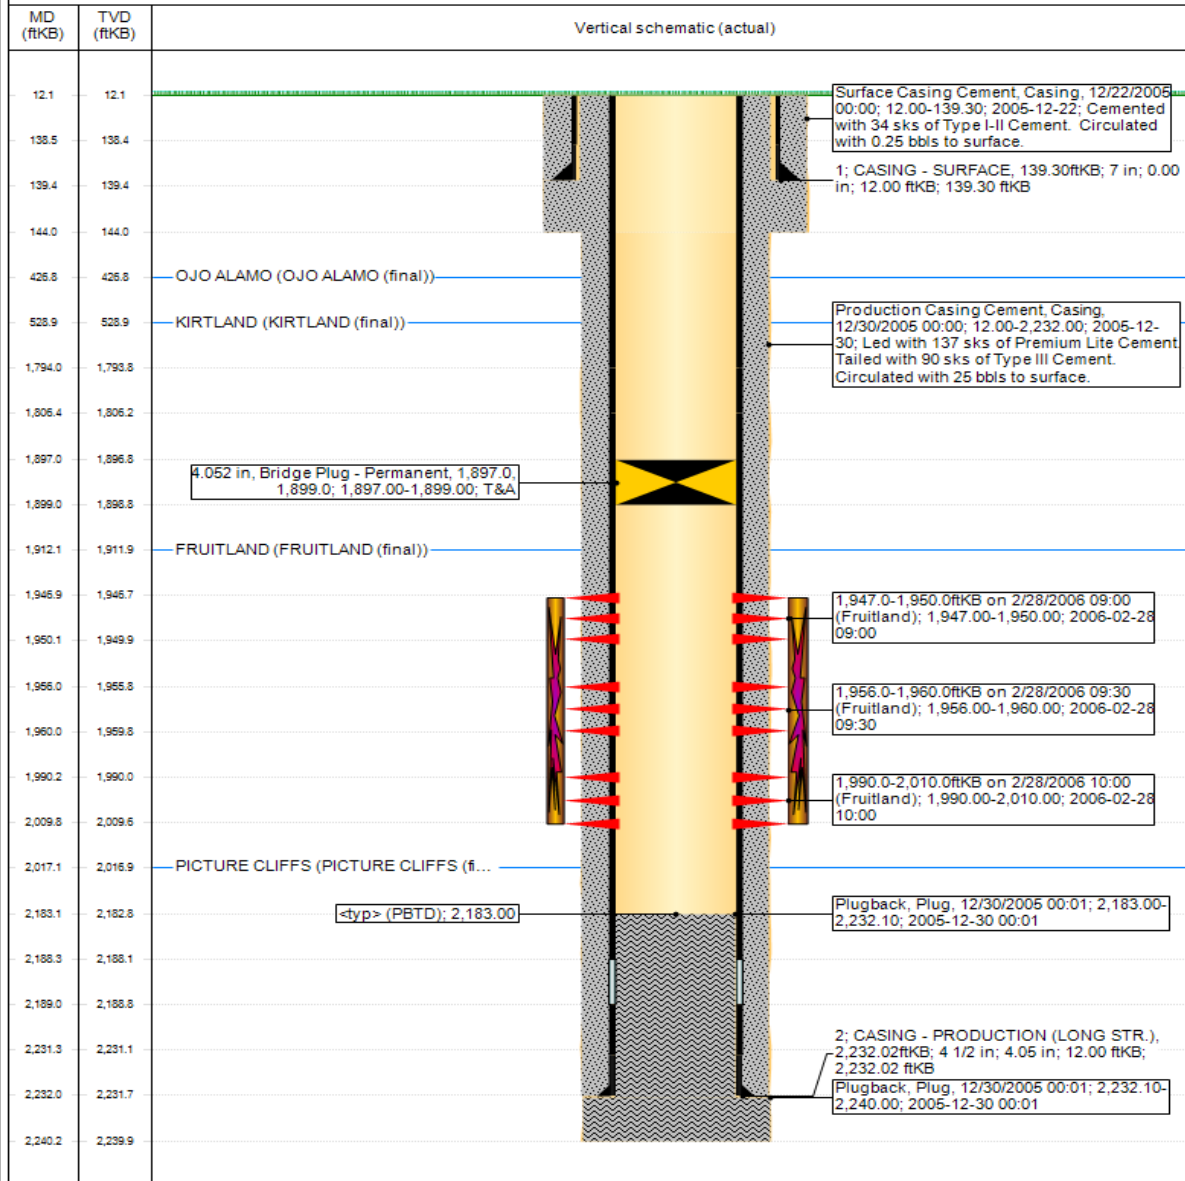 MD
(ftKB)
TVD
(ftKB)
Vertical schematic (actual)
12.1 12.1
Surface Casing Cement, Casing, 12/22/2005
00:00; 12.00-139.30; 2005-12-22; Cemented
with 34 sks of Type I-II Cement. Circulated
with 0.25 bbls to surface.
138.5 138.4
139.4 139.4
1; CASING - SURFACE, 139.30ftKB; 7 in; 0.00
in; 12.00 ftKB; 139.30 ftKB
144.0 144.0
426.8 426.8
OJO ALAMO (OJO ALAMO (final))
528.9 528.9
KIRTLAND (KIRTLAND (final))
Production Casing Cement, Casing,
12/30/2005 00:00; 12.00-2,232.00; 2005-12-
30; Led with 137 sks of Premium Lite Cement.
Tailed with 90 sks of Type III Cement.
Circulated with 25 bbls to surface.
1,794.0 1,793.8
1,806.4 1,806.2
1,897.0 1,896.8
4.052 in, Bridge Plug - Permanent, 1,897.0,
1,899.0; 1,897.00-1,899.00; T&A
1,899.0 1,898.8
1,912.1 1,911.9
FRUITLAND (FRUITLAND (final))
1,946.9 1,946.7
1,947.0-1,950.0ftKB on 2/28/2006 09:00
(Fruitland); 1,947.00-1,950.00; 2006-02-28
09:00
1,950.1 1,949.9
1,956.0 1,955.8
1,956.0-1,960.0ftKB on 2/28/2006 09:30
(Fruitland); 1,956.00-1,960.00; 2006-02-28
09:30
1,960.0 1,959.8
1,990.2 1,990.0
1,990.0-2,010.0ftKB on 2/28/2006 10:00
(Fruitland); 1,990.00-2,010.00; 2006-02-28
10:00
2,009.8 2,009.6
2,017.1 2,016.9
PICTURE CLIFFS (PICTURE CLIFFS (fi...
2,183.1 2,182.8
<typ> (PBTD); 2,183.00
Plugback, Plug, 12/30/2005 00:01; 2,183.00-
2,232.10; 2005-12-30 00:01
2,188.3 2,188.1
2,189.0 2,188.8
2,231.3 2,231.1
2; CASING - PRODUCTION (LONG STR.),
2,232.02ftKB; 4 1/2 in; 4.05 in; 12.00 ftKB;
2,232.02 ftKB
2,232.0 2,231.7
Plugback, Plug, 12/30/2005 00:01; 2,232.10-
2,240.00; 2005-12-30 00:01
2,240.2 2,239.9